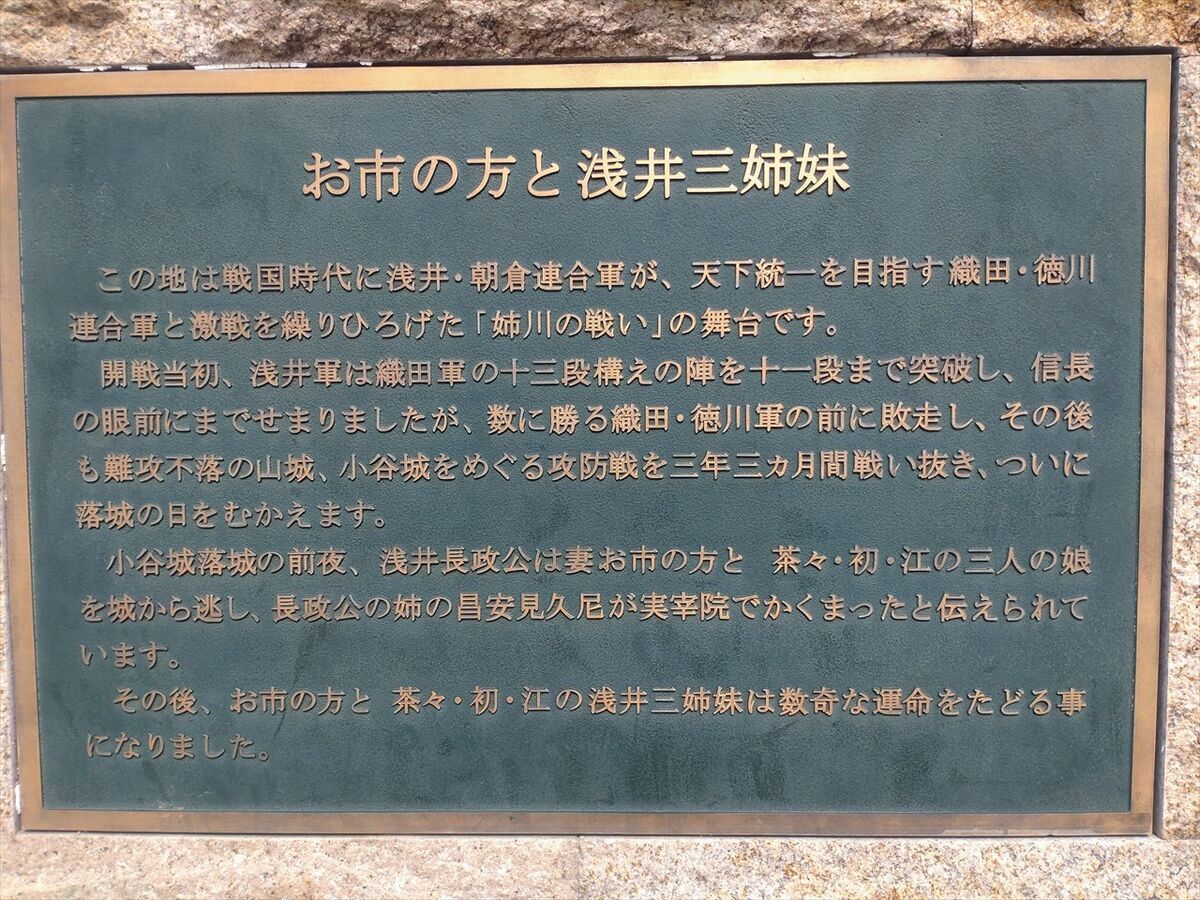 お市の方と浅井三姉妹
この地は戦国時代に浅井・朝倉連合軍が、天下統一を目指す織田・徳川
連合軍と激戦を繰りひろげた「姉川の戦い」の舞台です。
開戦当初、浅井軍は織田軍の十三段構えの陣を十一段まで突破し、信長
の眼前にまでせまりましたが、数に勝る織田・徳川軍の前に敗走し、その後
も難攻不落の山城、小谷城をめぐる攻防戦を三年三ヵ月間戦い抜き、ついに
落城の日をむかえます。
小谷城落城の前夜、浅井長政公は妻お市の方と 茶々・初・江の三人の娘
を城から逃し、長政公の姉の昌安見久尼が実宰院でかくまったと伝えられて
います。
その後、お市の方と 茶々・初・江の浅井三姉妹は数奇な運命をたどる事
になりました。